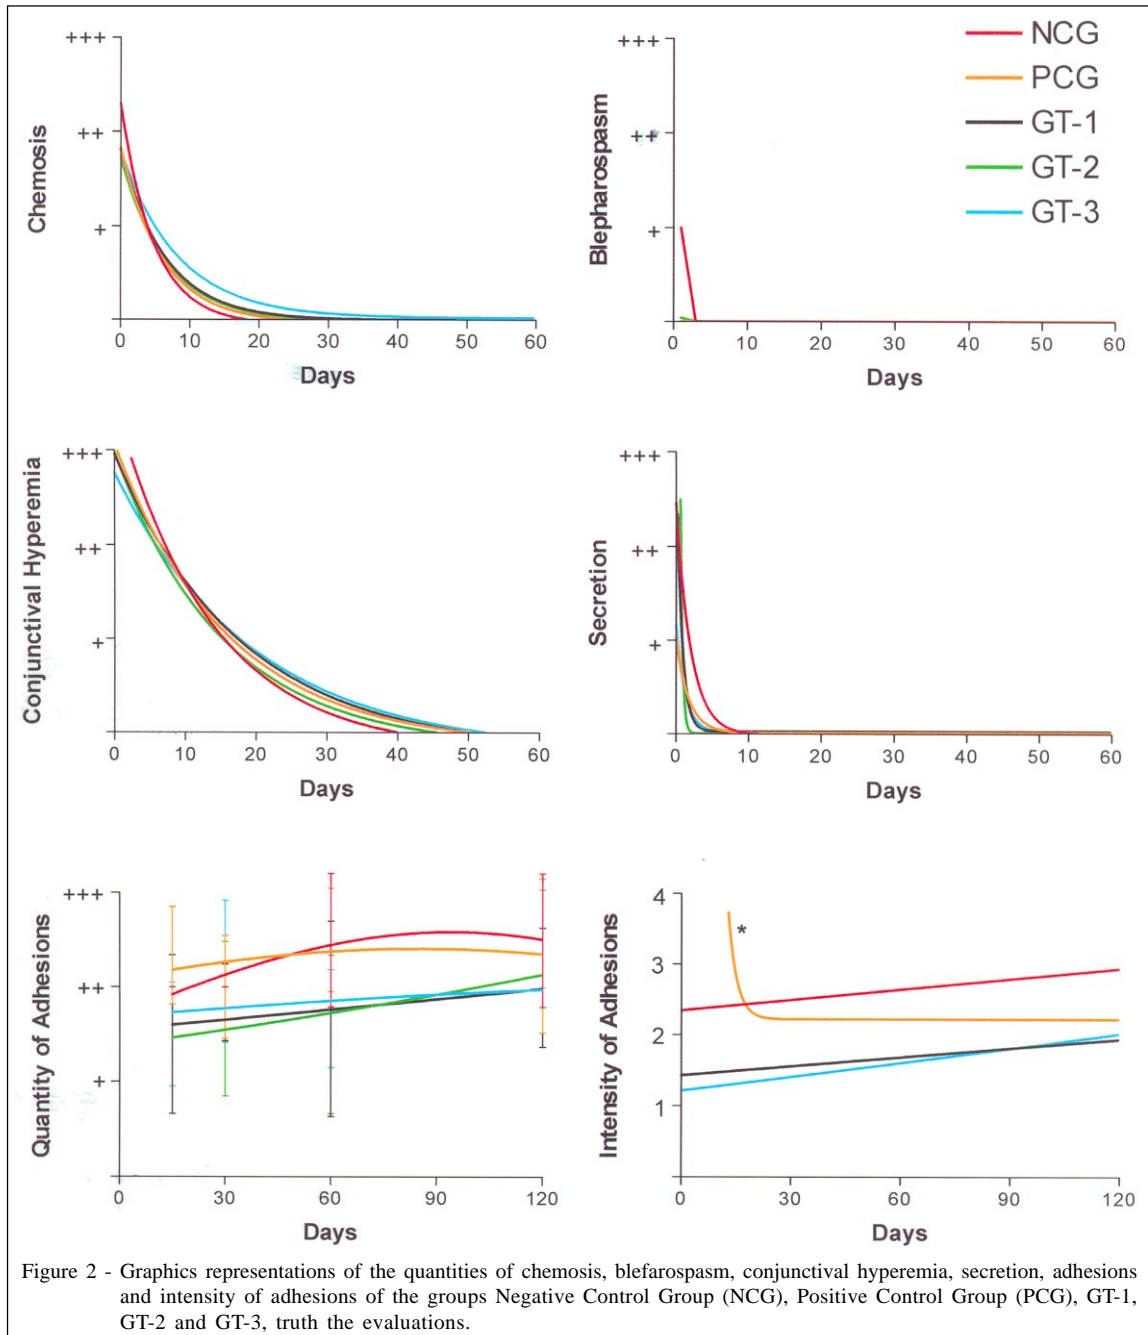 +++
++
+
Chemosis
0 10 20 30 40 50 60
Days
+++
++
+
Blepharospasm
0 10 20 30 40 50 60
Days
NCG
PCG
GT-1
GT-2
GT-3
+++
++
+
Conjunctival Hyperemia
0 10 20 30 40 50 60
Days
+++
++
+
Secretion
0 10 20 30 40 50 60
Days
+++
++
+
Quantity of Adhesions
0 30 60 90 120
Days
4
3
2
1
*
Intensity of Adhesions
0 30 60 90 120
Days
Figure 2 - Graphics representations of the quantities of chemosis, blefarospasm, conjunctival hyperemia, secretion, adhesions
and intensity of adhesions of the groups Negative Control Group (NCG), Positive Control Group (PCG), GT-1,
GT-2 and GT-3, truth the evaluations.